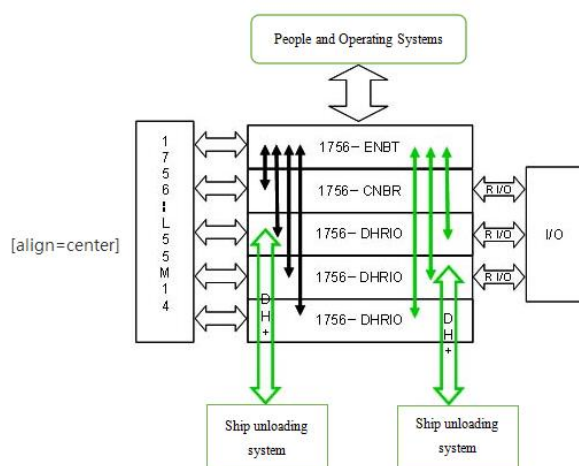 People and Operating Systems
1756-L55M14
1756-ENBT
1756-CNBR
R I/O
1756-DHRIO
R I/O
I/O
[align=center]
1756-DHRIO
R I/O
DH+
1756-DHRIO
DH+
Ship unloading
system
Ship unloading
system